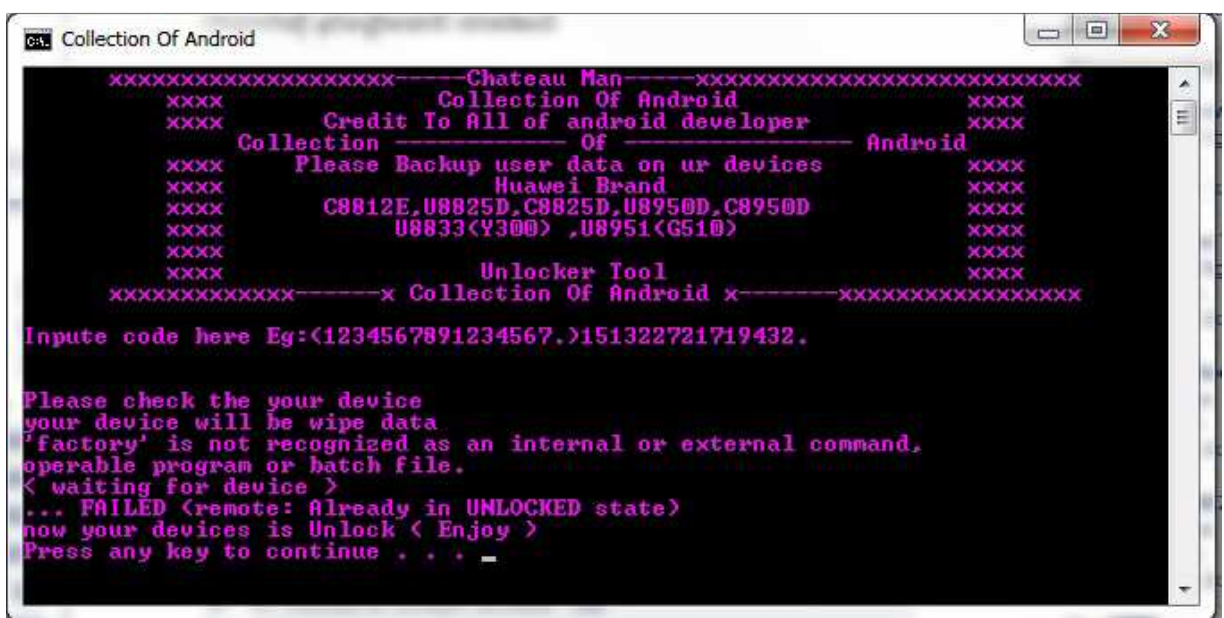 Collection Of Android
xxxxxxxxxxxxxxxxxxxx-----Chateau Man-----xxxxxxxxxxxxxxxxxxxxxxxxxxx
xxxx Collection Of Android xxxx
xxxx Credit To All of android developer xxxx
Collection ------------- Of ---------------- Android
xxxx Please Backup user data on ur devices xxxx
xxxx Huawei Brand xxxx
xxxx C8812E,U8825D,C8825D,U8950D,C8950D xxxx
xxxx U8833<Y300> ,U8951<G510> xxxx
xxxx xxxx
xxxx Unlocker Tool xxxx
xxxxxxxxxxxxx------x Collection Of Android x-------xxxxxxxxxxxxxxxxx
Inpute code here Eg:<1234567891234567.>151322721719432.
Please check the your device
your device will be wipe data
'factory' is not recognized as an internal or external command,
operable program or batch file.
< waiting for device >
... FAILED <remote: Already in UNLOCKED state>
now your devices is Unlock < Enjoy >
Press any key to continue . . .